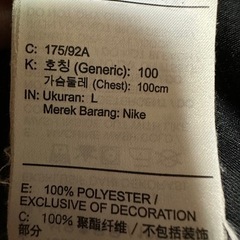 C: 175/92A
K: 호칭 (Generic): 100
가슴둘레 (Chest): 100cm
IN: Ukuran: L
Merek Barang: Nike
E: 100% POLYESTER /
EXCLUSIVE OF DECORATION
C: 100% 聚酯纤维 / 不包括装饰
部分